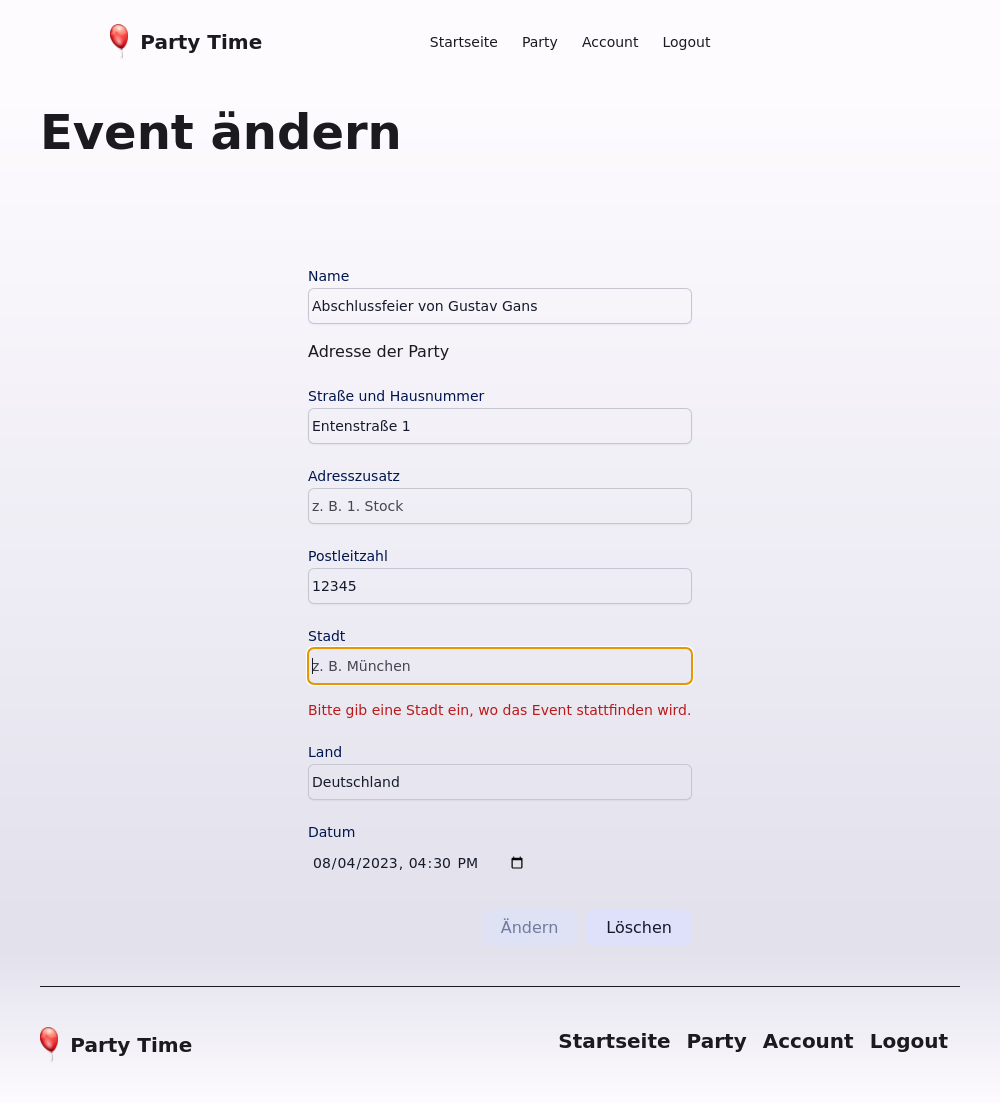 Party Time
Startseite Party Account Logout
Event ändern
Name
Abschlussfeier von Gustav Gans
Adresse der Party
Straße und Hausnummer
Entenstraße 1
Adresszusatz
z. B. 1. Stock
Postleitzahl
12345
Stadt
z. B. München
Bitte gib eine Stadt ein, wo das Event stattfinden wird.
Land
Deutschland
Datum
08/04/2023, 04:30 PM
Ändern Löschen
Party Time
Startseite Party Account Logout